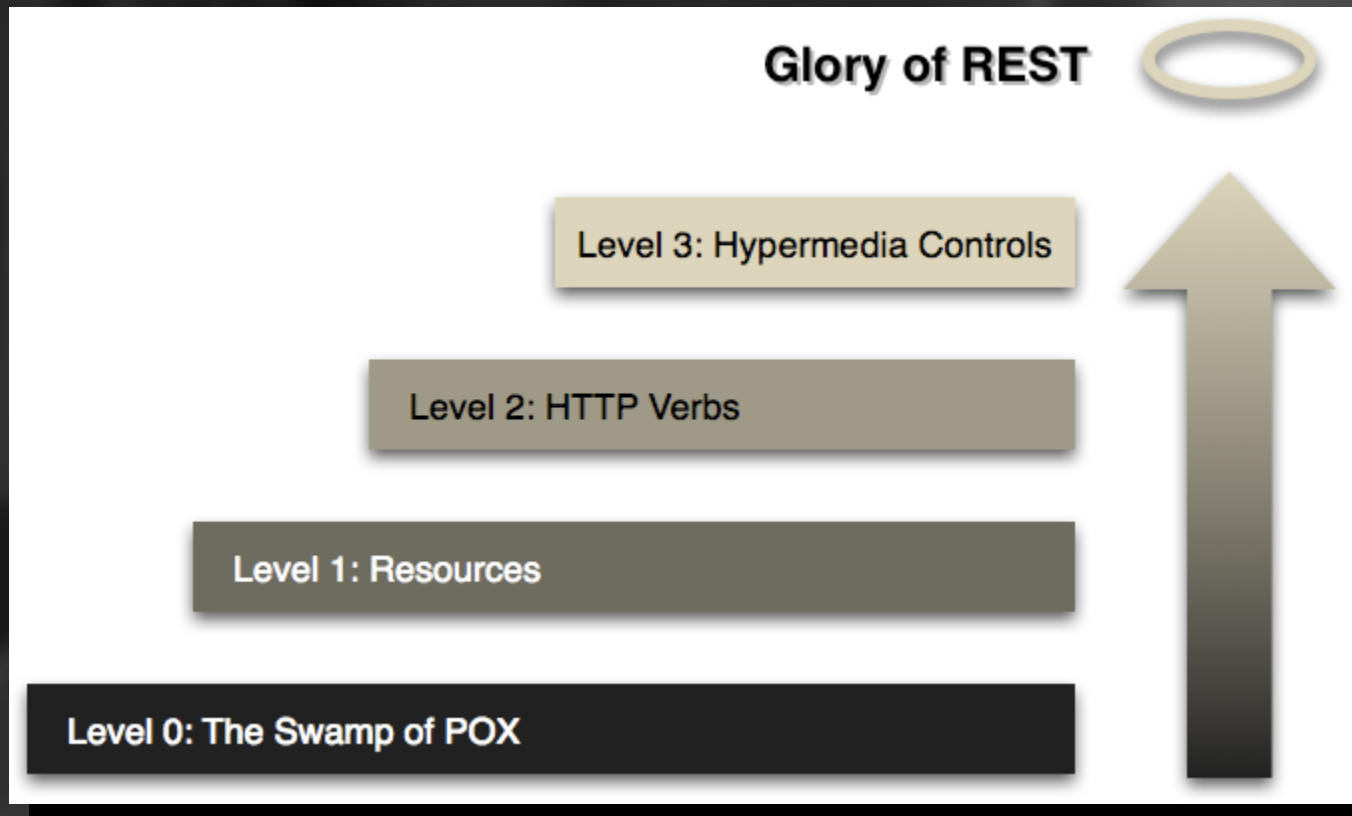 Glory of REST
Level 3: Hypermedia Controls
Level 2: HTTP Verbs
Level 1: Resources
Level 0: The Swamp of POX